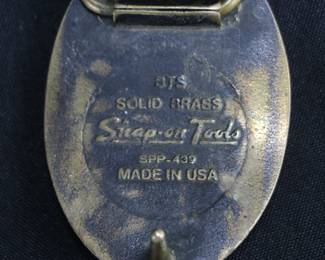 BTS
SOLID BRASS
Snap-on Tools
SPP-439
MADE IN USA